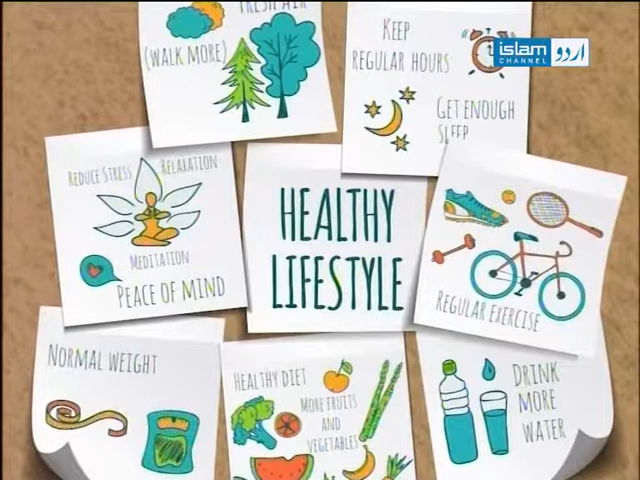 FRESH AIR
(WALK MORE)
KEEP
REGULAR HOURS
GET ENOUGH
SLEEP
islam
CHANNEL
اردو
REDUCE STRESS
RELAXATION
MEDITATION
PEACE OF MIND
HEALTHY
LIFESTYLE
REGULAR EXERCISE
NORMAL WEIGHT
HEALTHY DIET
MORE FRUITS
AND
VEGETABLES
DRINK
MORE
WATER